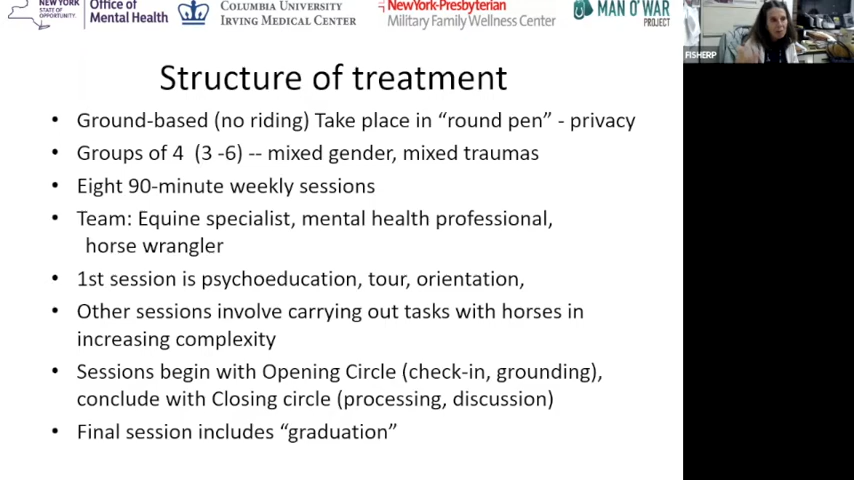 NEW YORK
STATE OF
OPPORTUNITY.
Office of
Mental Health
COLUMBIA UNIVERSITY
IRVING MEDICAL CENTER
NewYork-Presbyterian
Military Family Wellness Center
MAN O' WAR
PROJECT
FISHERP
Structure of treatment
• Ground-based (no riding) Take place in “round pen” - privacy
• Groups of 4 (3 -6) -- mixed gender, mixed traumas
• Eight 90-minute weekly sessions
• Team: Equine specialist, mental health professional,
horse wrangler
• 1st session is psychoeducation, tour, orientation,
• Other sessions involve carrying out tasks with horses in
increasing complexity
• Sessions begin with Opening Circle (check-in, grounding),
conclude with Closing circle (processing, discussion)
• Final session includes “graduation”